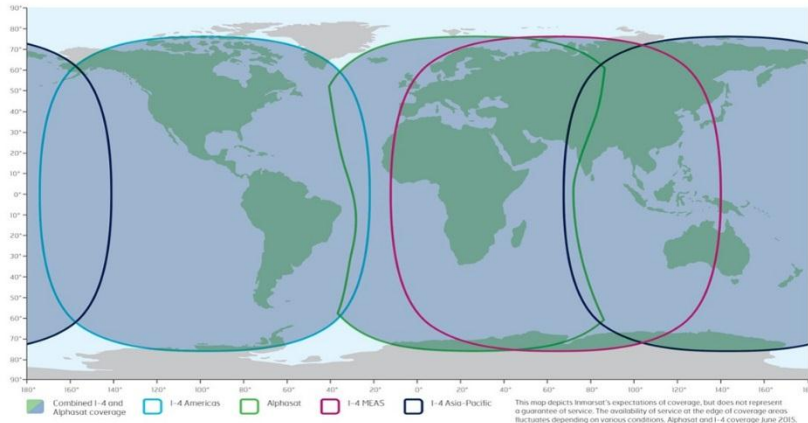 90°
80°
70°
60°
50°
40°
30°
20°
10°
0°
10°
20°
30°
40°
50°
60°
70°
80°
90°
180° 160° 140° 120° 100° 80° 60° 40° 20° 0° 20° 40° 60° 80° 100° 120° 140° 160° 180°
Combined I-4 and
Alphasat coverage
I-4 Americas
Alphasat
I-4 MEAS
I-4 Asia-Pacific
This map depicts Inmarsat's expectations of coverage, but does not represent
a guarantee of service. The availability of service at the edge of coverage areas
fluctuates depending on various conditions. Alphasat and I-4 coverage June 2015.